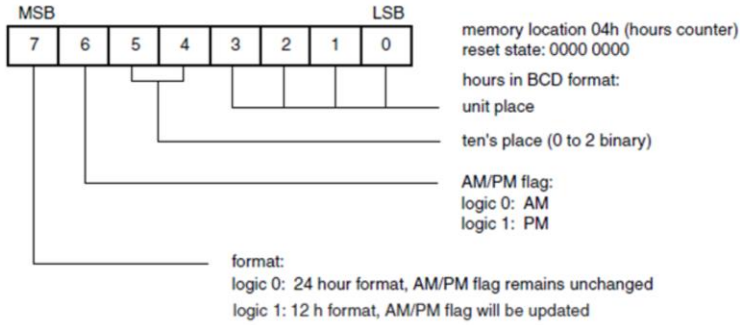 MSB LSB
7 6 5 4 3 2 1 0
memory location 04h (hours counter)
reset state: 0000 0000
hours in BCD format:
unit place
ten's place (0 to 2 binary)
AM/PM flag:
logic 0: AM
logic 1: PM
format:
logic 0: 24 hour format, AM/PM flag remains unchanged
logic 1: 12 h format, AM/PM flag will be updated